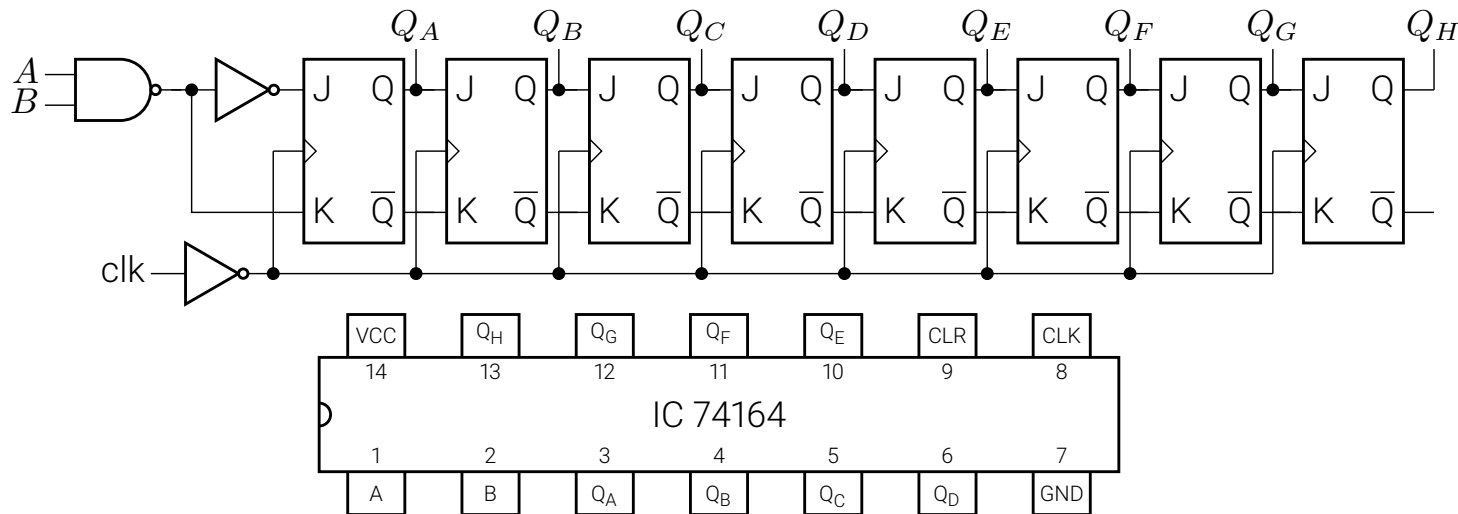 Q_A Q_B Q_C Q_D Q_E Q_F Q_G Q_H
A
B
J Q J Q J Q J Q J Q J Q J Q J Q
K Q̅ K Q̅ K Q̅ K Q̅ K Q̅ K Q̅ K Q̅ K Q̅
clk
VCC Q_H Q_G Q_F Q_E CLR CLK
14 13 12 11 10 9 8
IC 74164
1 2 3 4 5 6 7
A B Q_A Q_B Q_C Q_D GND